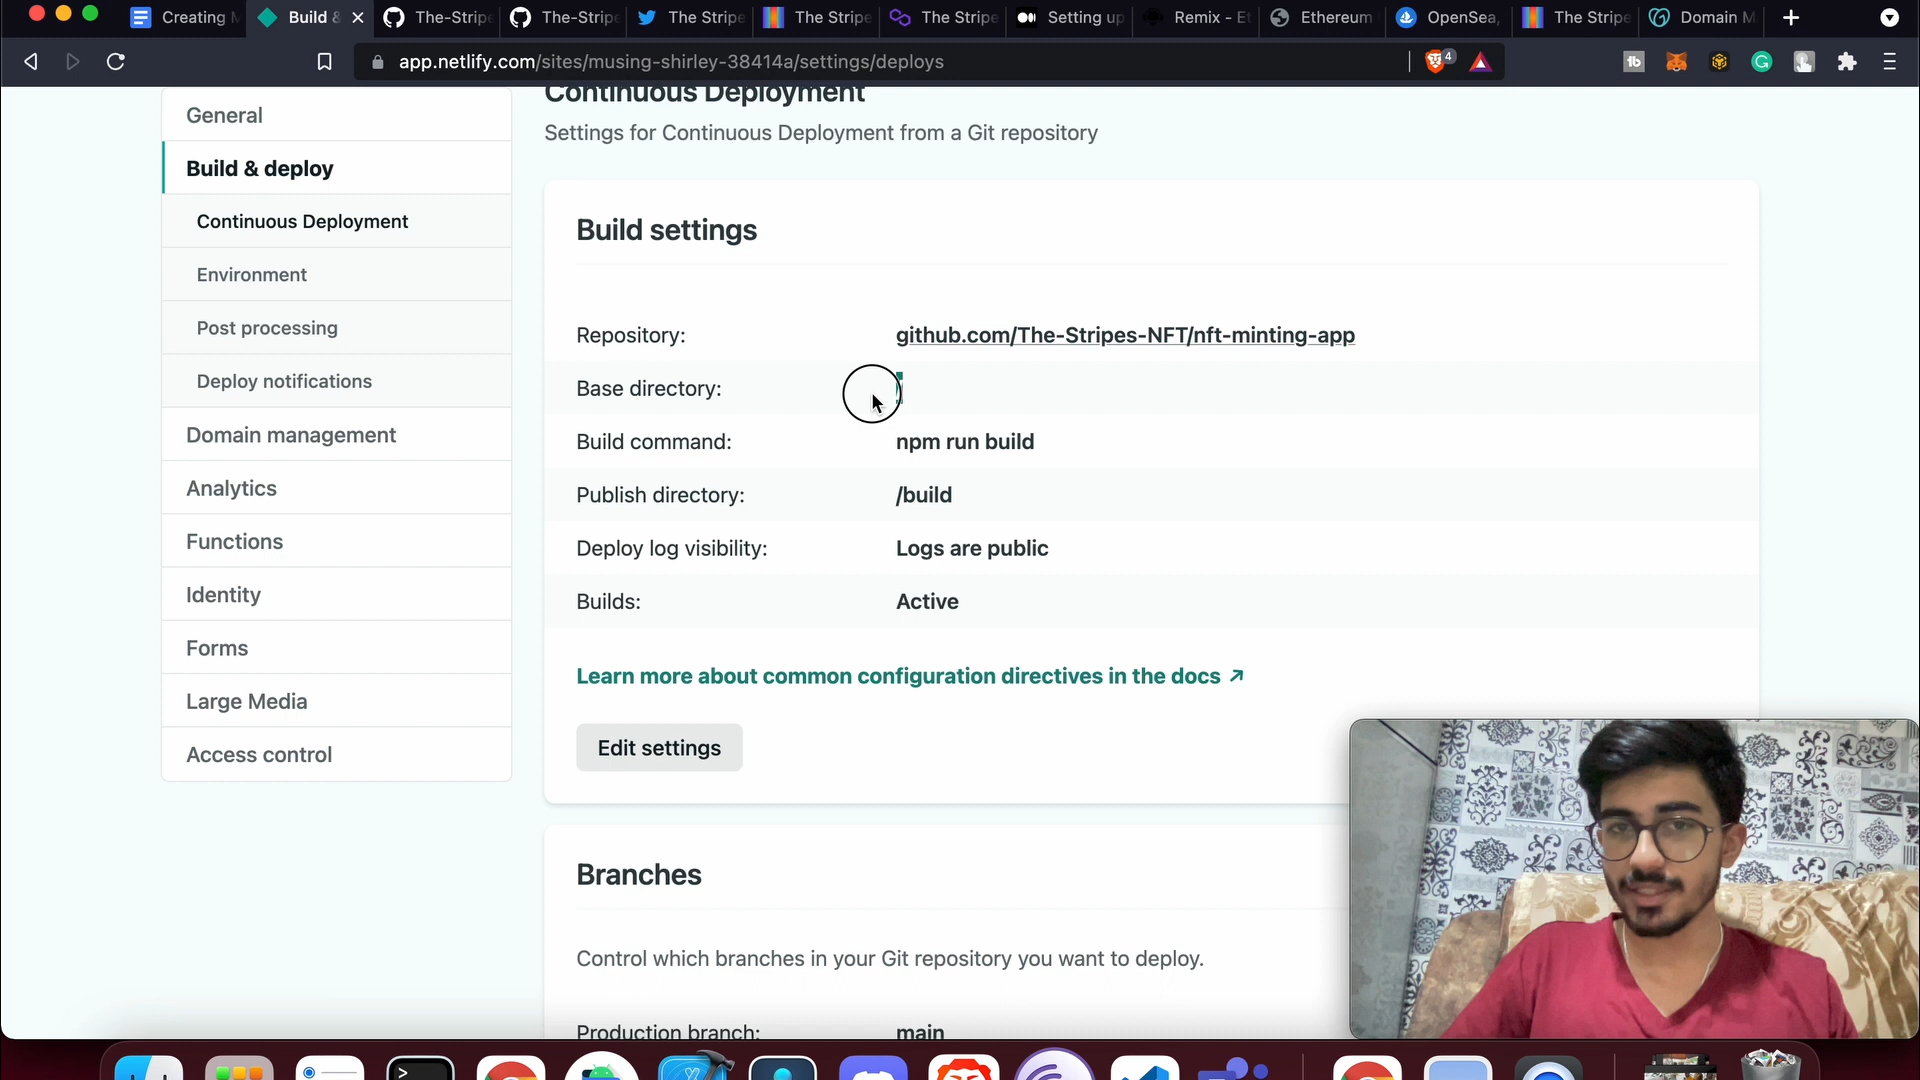 Creating
Build &
The-Stripe
The-Stripe
The Stripe
The Stripe
The Stripe
Setting up
Remix - Et
Ethereum
OpenSea,
The Stripe
Domain M
app.netlify.com/sites/musing-shirley-38414a/settings/deploys
4
General
Build & deploy
Continuous Deployment
Environment
Post processing
Deploy notifications
Domain management
Analytics
Functions
Identity
Forms
Large Media
Access control
Continuous Deployment
Settings for Continuous Deployment from a Git repository
Build settings
Repository: github.com/The-Stripes-NFT/nft-minting-app
Base directory:
Build command: npm run build
Publish directory: /build
Deploy log visibility: Logs are public
Builds: Active
Learn more about common configuration directives in the docs ↗
Edit settings
Branches
Control which branches in your Git repository you want to deploy.
Production branch: main